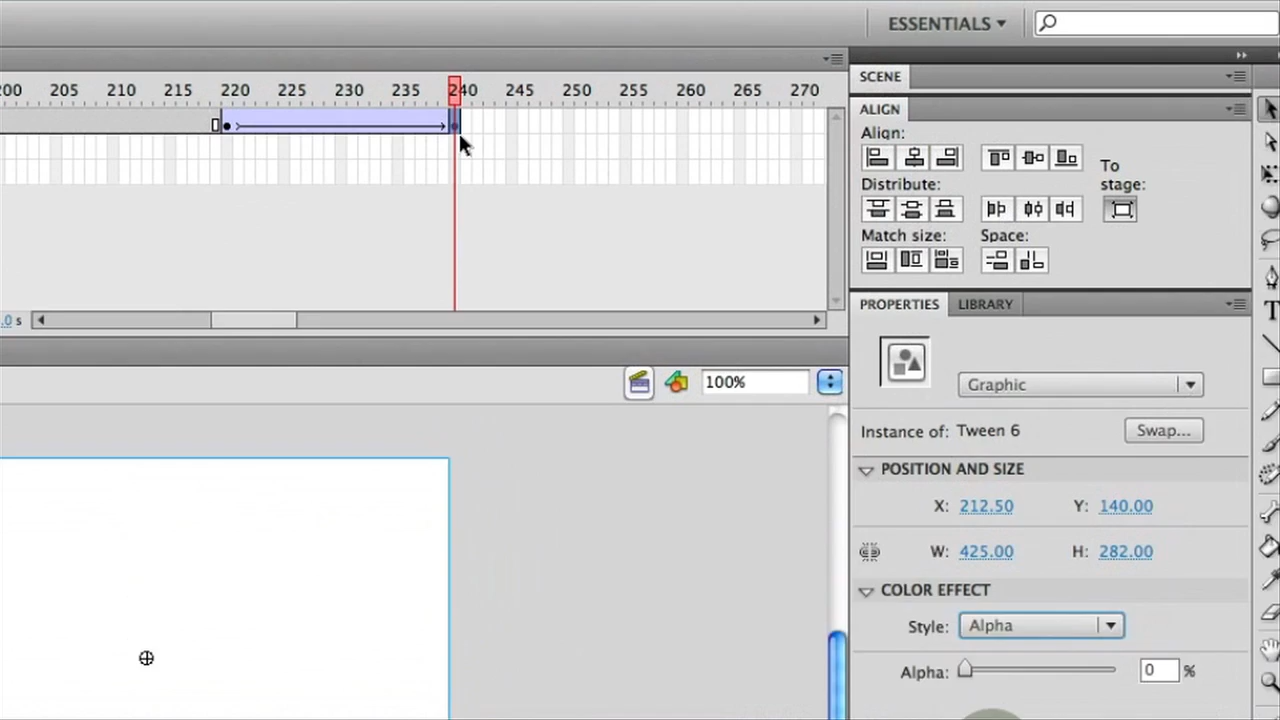 ESSENTIALS
200 205 210 215 220 225 230 235 240 245 250 255 260 265 270
SCENE
ALIGN
Align:
To stage:
Distribute:
Match size: Space:
.0 s
PROPERTIES LIBRARY
100%
Graphic
Instance of: Tween 6 Swap...
POSITION AND SIZE
X: 212.50 Y: 140.00
W: 425.00 H: 282.00
COLOR EFFECT
Style: Alpha
Alpha: 0 %